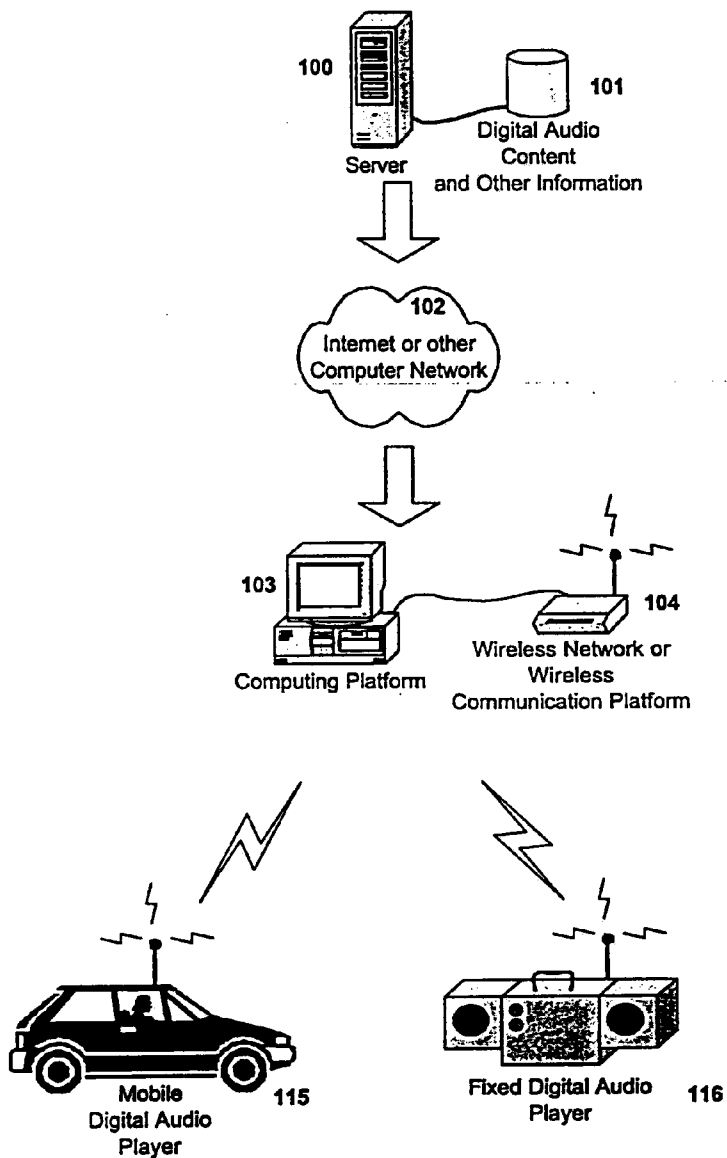 100
101
Server
Digital Audio
Content
and Other Information
102
Internet or other
Computer Network
103
104
Computing Platform
Wireless Network or
Wireless
Communication Platform
Mobile
Digital Audio
Player
115
Fixed Digital Audio
Player
116